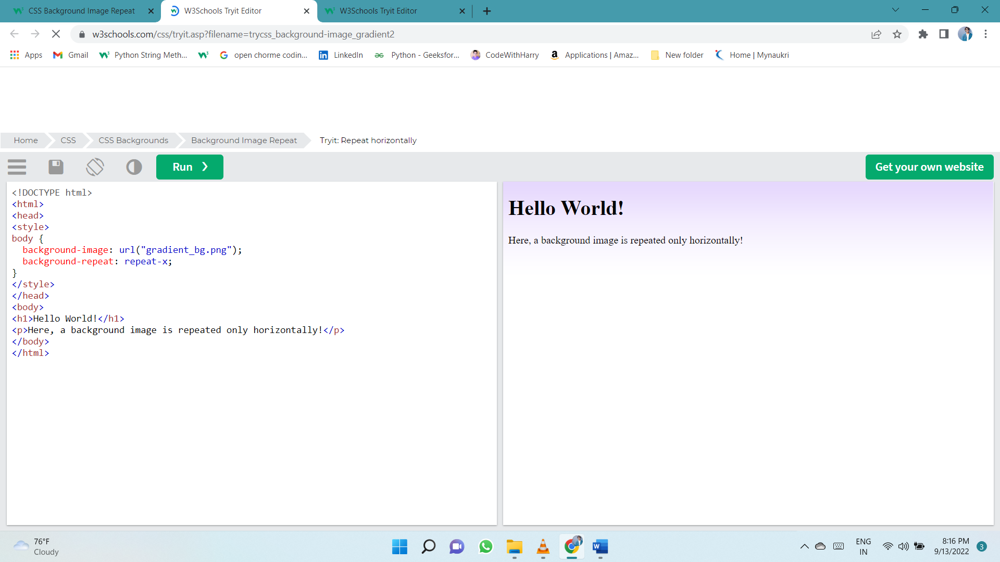 CSS Background Image Repeat
W3Schools Tryit Editor
W3Schools Tryit Editor
w3schools.com/css/tryit.asp?filename=trycss_background-image_gradient2
Apps
Gmail
Python String Meth...
open chorme codin...
LinkedIn
Python - Geeksfor...
CodeWithHarry
Applications | Amaz...
New folder
Home | Mynaukri
Home
CSS
CSS Backgrounds
Background Image Repeat
Tryit: Repeat horizontally
Run ❯
Get your own website
<!DOCTYPE html>
<html>
<head>
<style>
body {
  background-image: url("gradient_bg.png");
  background-repeat: repeat-x;
}
</style>
</head>
<body>
<h1>Hello World!</h1>
<p>Here, a background image is repeated only horizontally!</p>
</body>
</html>
Hello World!
Here, a background image is repeated only horizontally!
76°F
Cloudy
ENG
IN
8:16 PM
9/13/2022
3